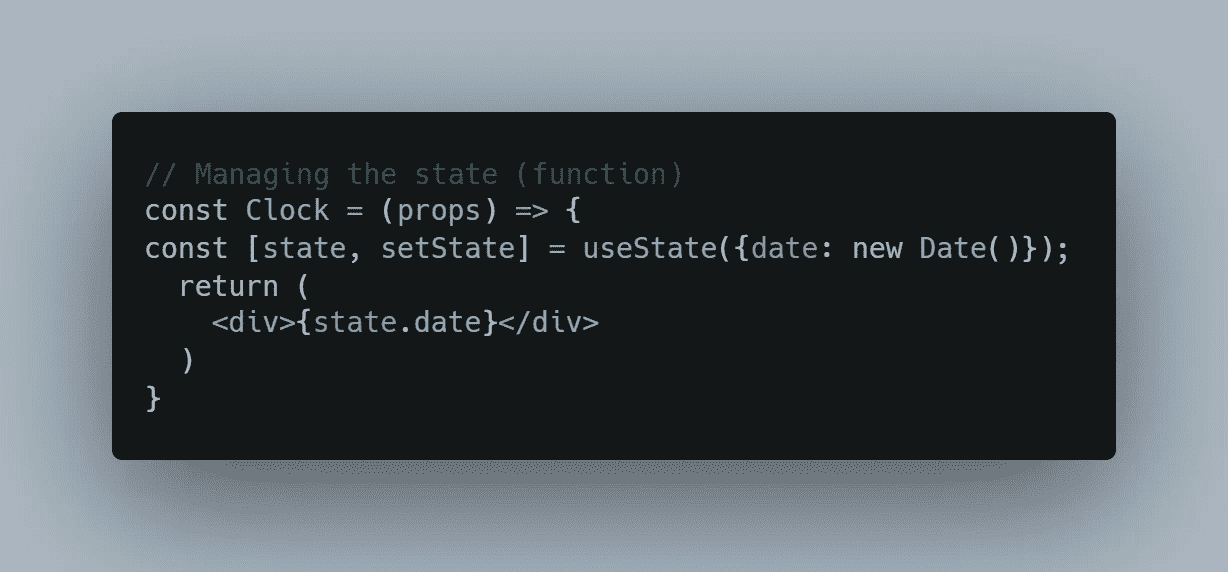 // Managing the state (function)
const Clock = (props) => {
const [state, setState] = useState({date: new Date()});
  return (
    <div>{state.date}</div>
  )
}